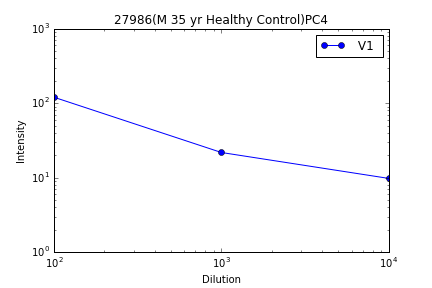 27986(M 35 yr Healthy Control)PC4
V1
Intensity
10³
10²
10¹
10⁰
10² 10³ 10⁴
Dilution